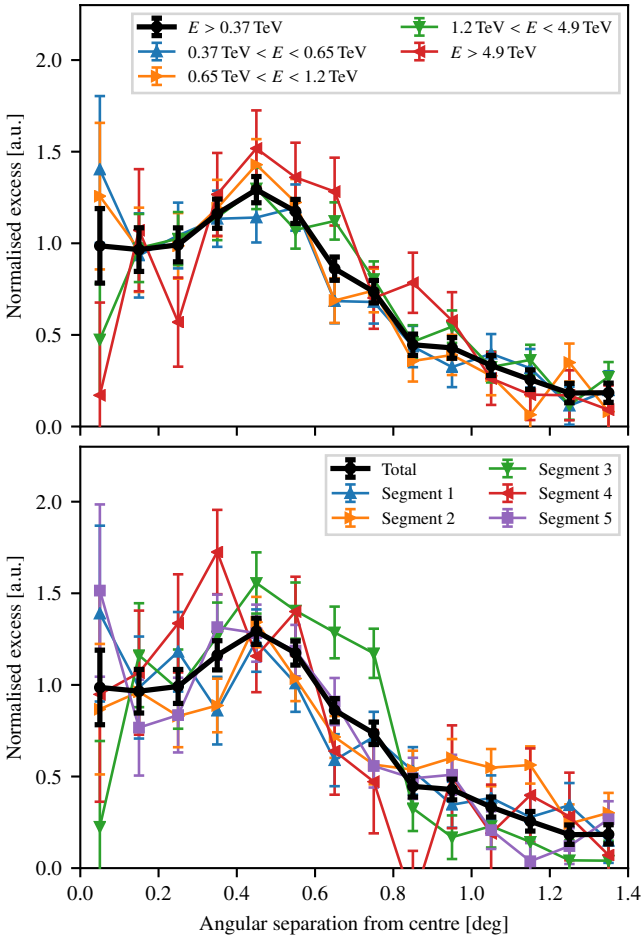 E > 0.37 TeV
0.37 TeV < E < 0.65 TeV
0.65 TeV < E < 1.2 TeV
1.2 TeV < E < 4.9 TeV
E > 4.9 TeV
Normalised excess [a.u.]
2.0
1.5
1.0
0.5
0.0
Total
Segment 1
Segment 2
Segment 3
Segment 4
Segment 5
Normalised excess [a.u.]
2.0
1.5
1.0
0.5
0.0
0.0 0.2 0.4 0.6 0.8 1.0 1.2 1.4
Angular separation from centre [deg]